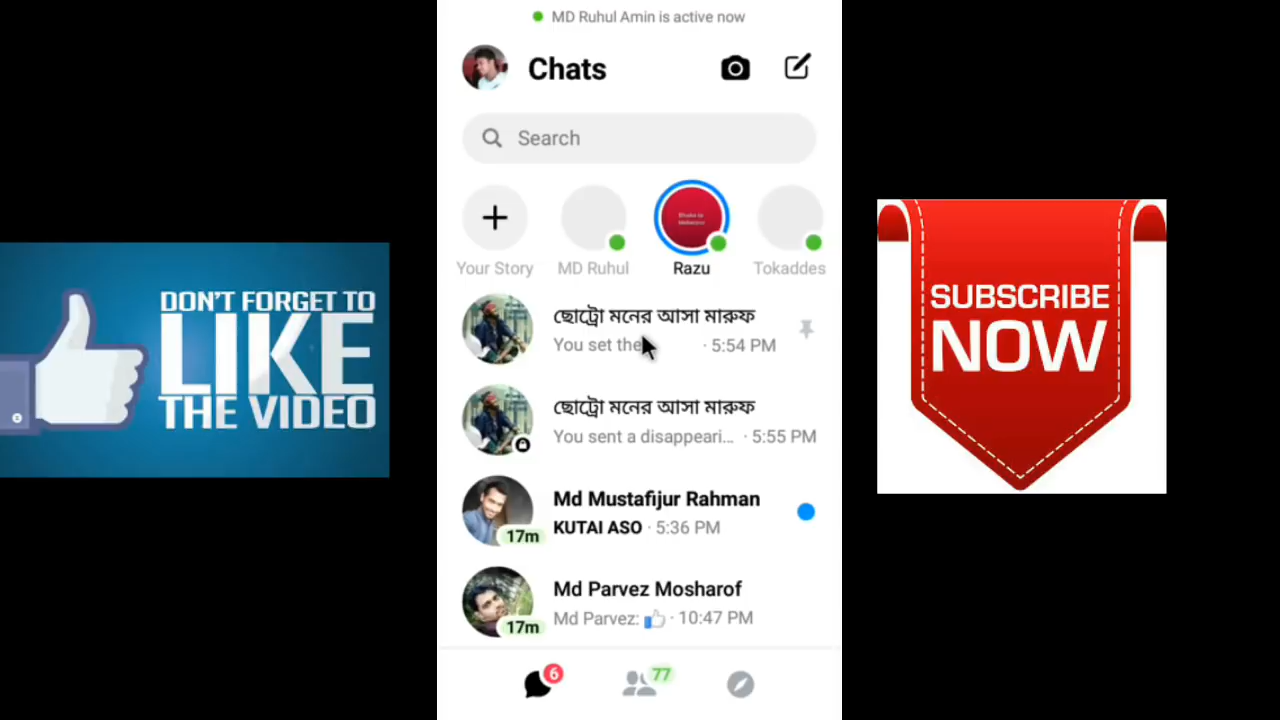 MD Ruhul Amin is active now
Chats
Search
Your Story
MD Ruhul
Razu
Tokaddes
ছোট্রো মনের আসা মারুফ
You set the · 5:54 PM
ছোট্রো মনের আসা মারুফ
You sent a disappeari... · 5:55 PM
Md Mustafijur Rahman
KUTAI ASO · 5:36 PM
17m
Md Parvez Mosharof
Md Parvez: 👍 · 10:47 PM
17m
6
77
DON'T FORGET TO
LIKE
THE VIDEO
SUBSCRIBE
NOW